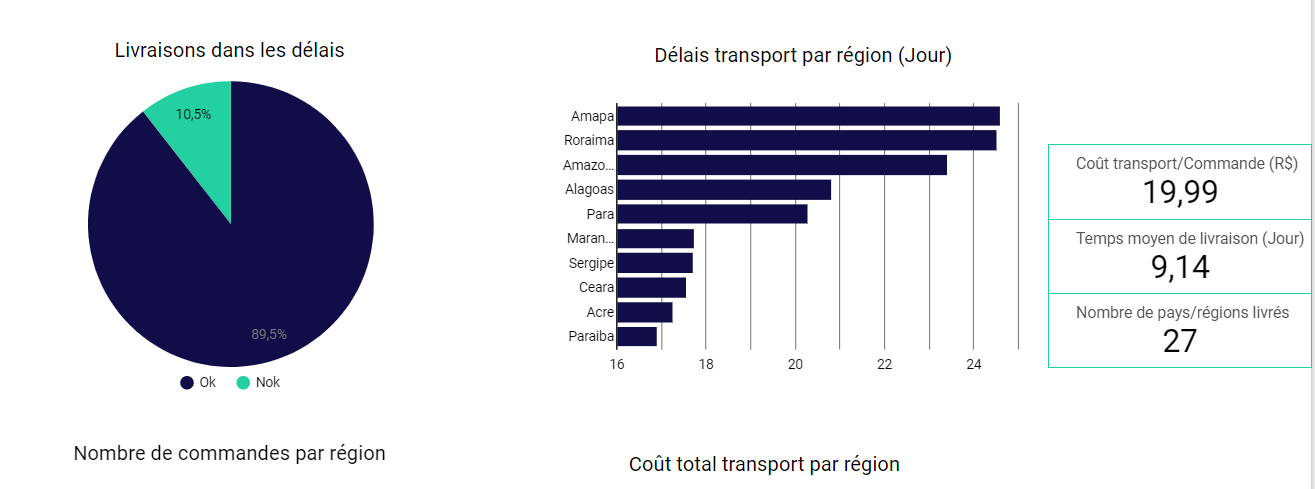 Livraisons dans les délais
10,5%
89,5%
Ok Nok
Délais transport par région (Jour)
Amapa
Roraima
Amazo...
Alagoas
Para
Maran...
Sergipe
Ceara
Acre
Paraiba
16 18 20 22 24
Coût transport/Commande (R$)
19,99
Temps moyen de livraison (Jour)
9,14
Nombre de pays/régions livrés
27
Nombre de commandes par région
Coût total transport par région